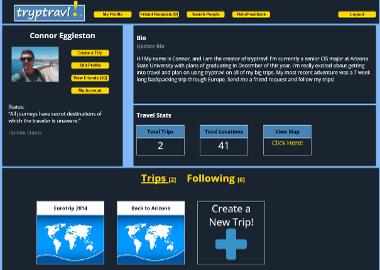 tryptravl!
My Profile
Friend Requests [0]
Search People
Help/Feedback
Logout
Connor Eggleston
Create a Trip
Edit Profile
View Friends [30]
My Account
Status:
"All journeys have secret destinations of
which the traveler is unaware."
Update Status
Bio
Update Bio
Hi! My name is Connor, and I am the creator of tryptravl! I'm currently a senior CIS major at Arizona
State University with plans of graduating in December of this year. I'm really excited about getting
into travel and plan on using tryptravl on all of my big trips. My most recent adventure was a 7 week
long backpacking trip through Europe. Send me a friend request and follow my trips!
Travel Stats
Total Trips
Total Locations
View Map
2
41
Click Here!
Trips [2]
Following [6]
Eurotrip 2014
Back to Arizona
Create a
New Trip!